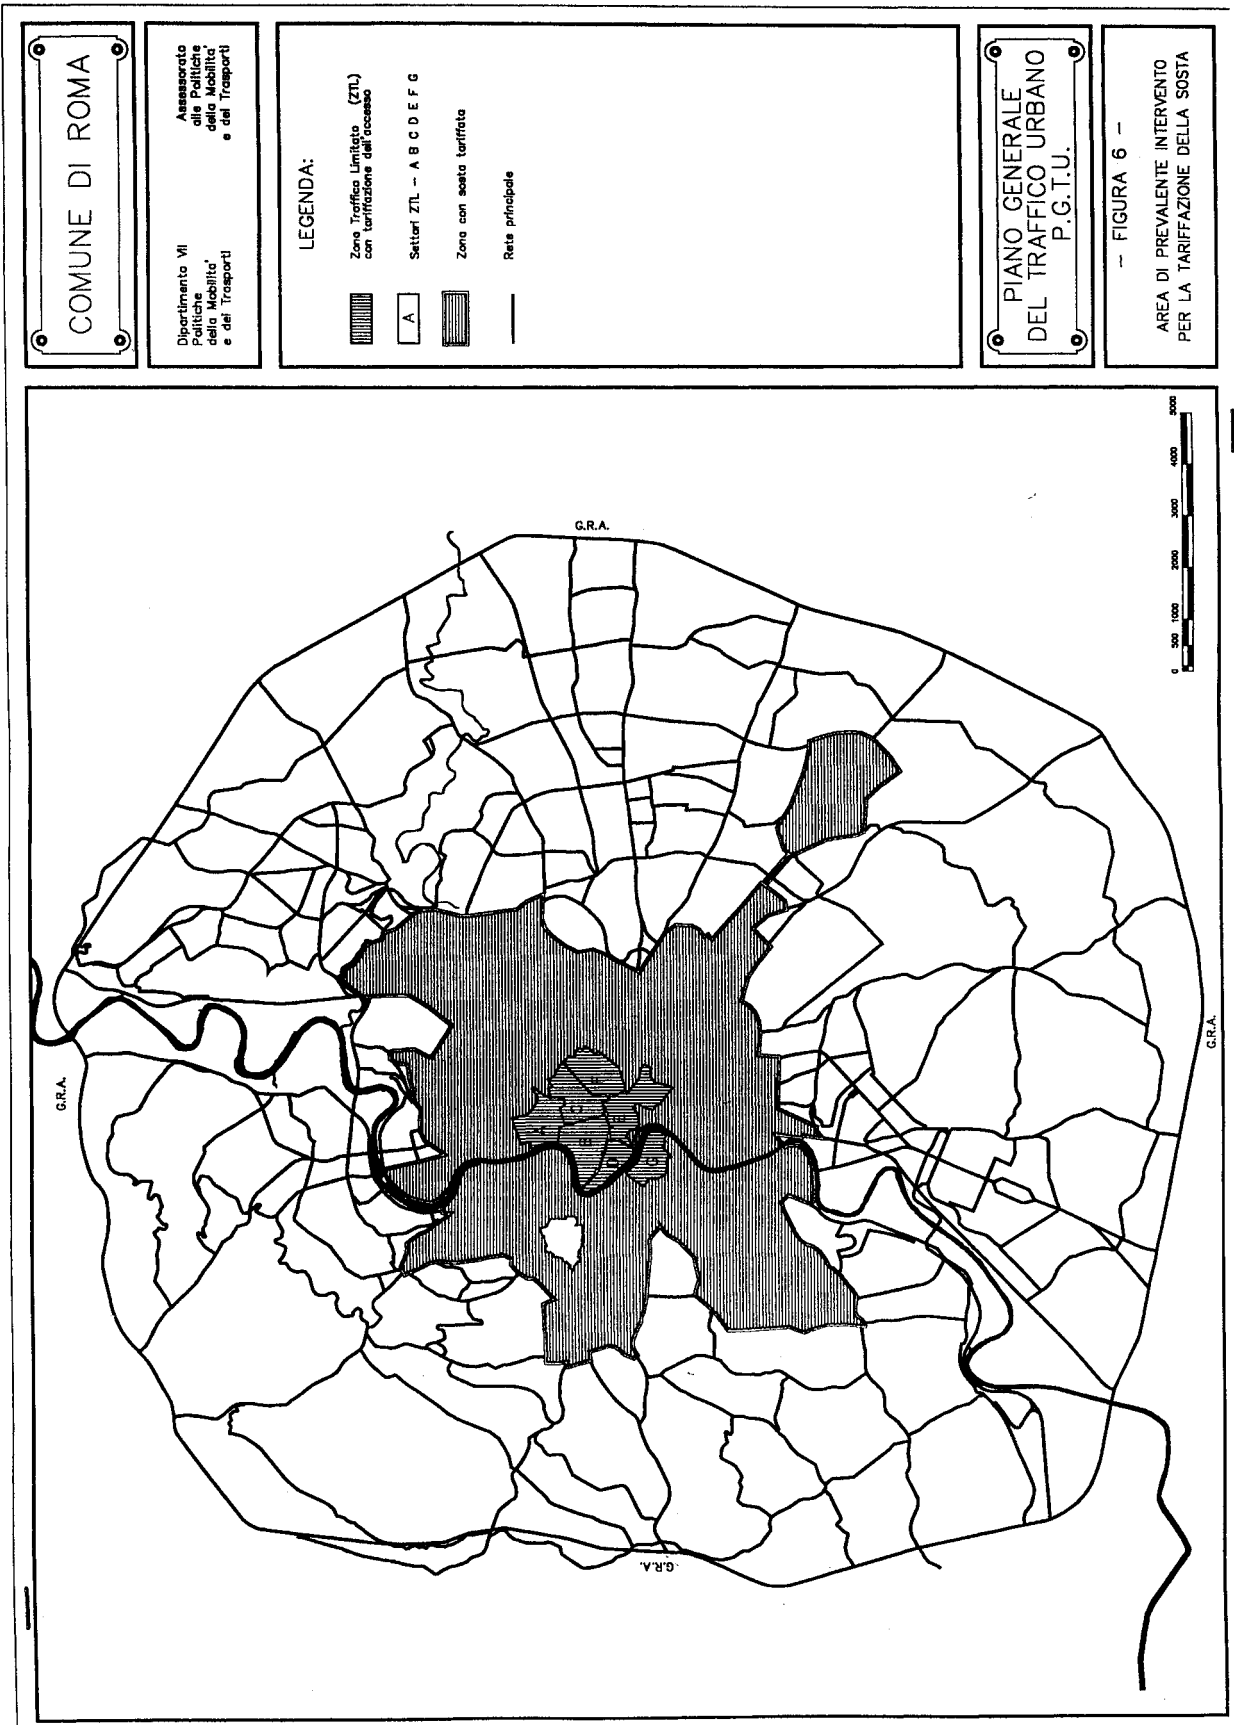 COMUNE DI ROMA
Dipartimento VII
Politiche
della Mobilita'
e dei Trasporti
Assessorato
alle Politiche
della Mobilita'
e dei Trasporti
LEGENDA:
Zona Traffico Limitato (ZTL)
con tariffazione dell'accesso
A
Settori ZTL - A B C D E F G
Zona con sosta tariffata
Rete principale
PIANO GENERALE
DEL TRAFFICO URBANO
P.G.T.U.
- FIGURA 6 -
AREA DI PREVALENTE INTERVENTO
PER LA TARIFFAZIONE DELLA SOSTA
G.R.A.
G.R.A.
G.R.A.
G.R.A.
A
B
C
D
F
G
0 500 1000 2000 3000 4000 5000